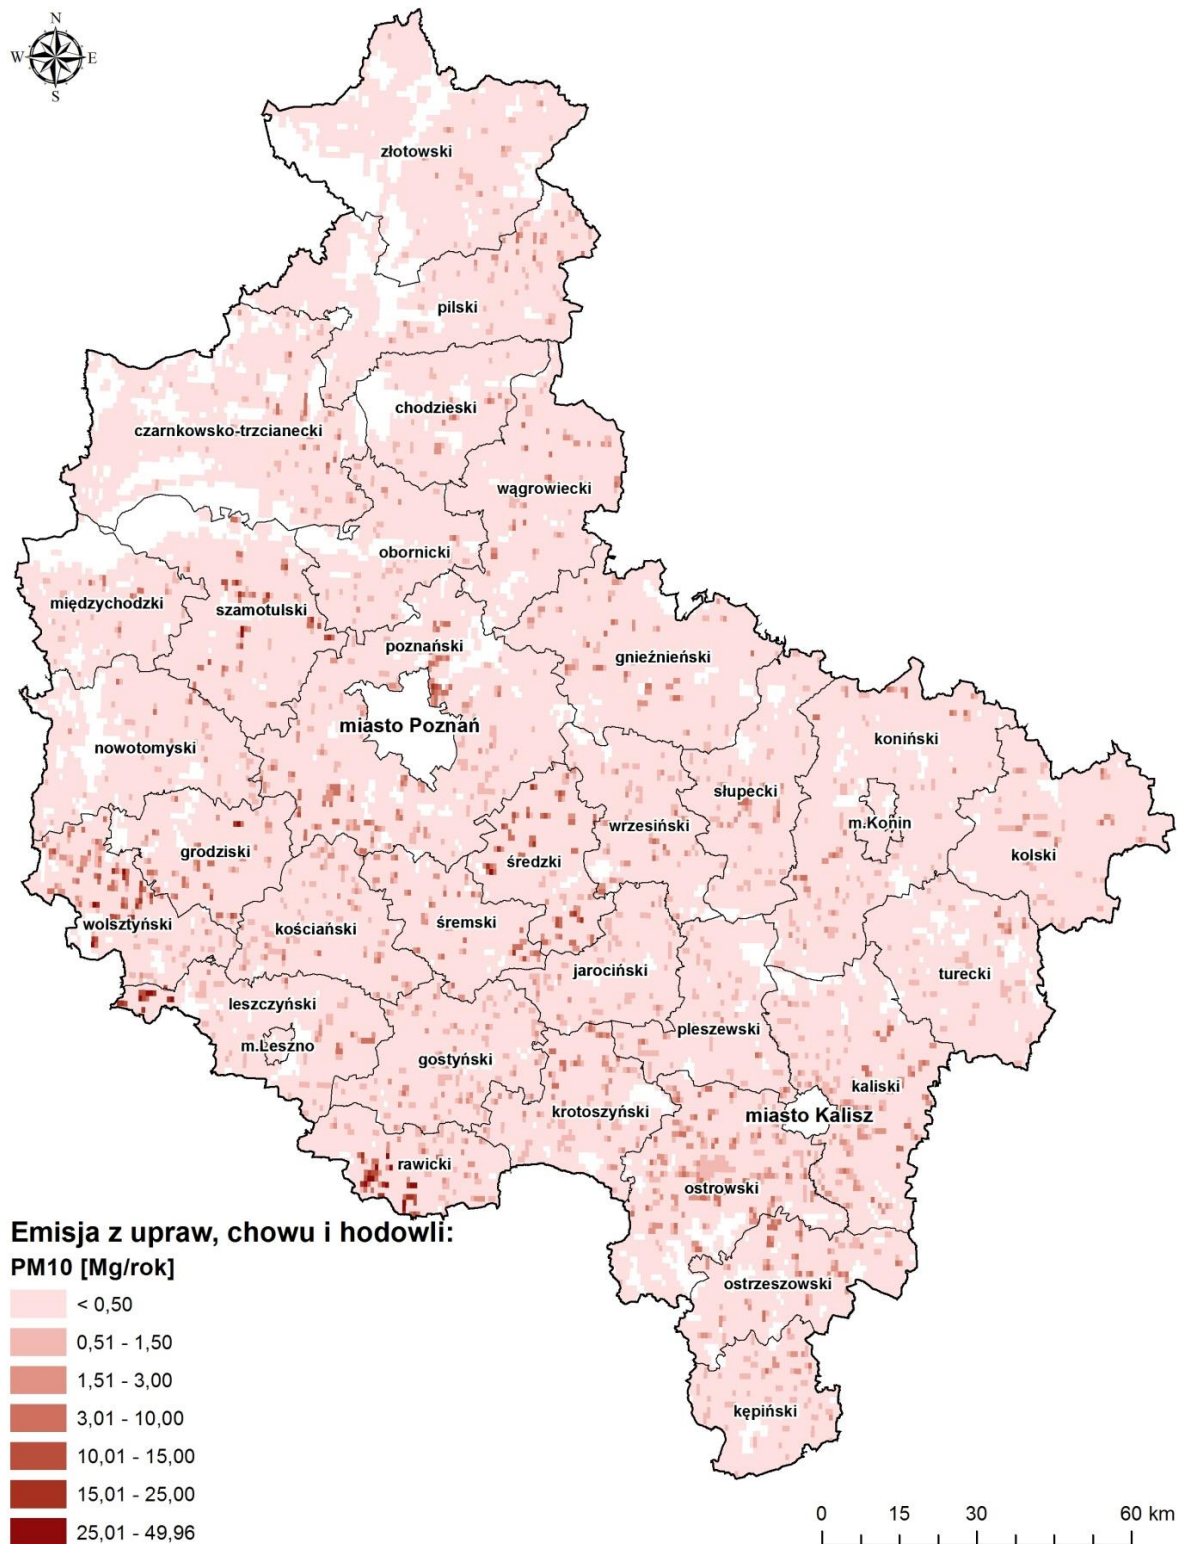 N
W E
S
złotowski
pilski
chodzieski
czarnkowsko-trzcianecki
wągrowiecki
obornicki
międzychodzki
szamotulski
poznański
gnieźnieński
miasto Poznań
nowotomyski
koniński
słupecki
m.Konin
wrzesiński
grodziski
średzki
kolski
wolsztyński
kościański
śremski
jarociński
turecki
leszczyński
pleszewski
m.Leszno
gostyński
kaliski
krotoszyński
miasto Kalisz
rawicki
ostrowski
ostrzeszowski
kępiński
Emisja z upraw, chowu i hodowli:
PM10 [Mg/rok]
< 0,50
0,51 - 1,50
1,51 - 3,00
3,01 - 10,00
10,01 - 15,00
15,01 - 25,00
25,01 - 49,96
0 15 30 60 km